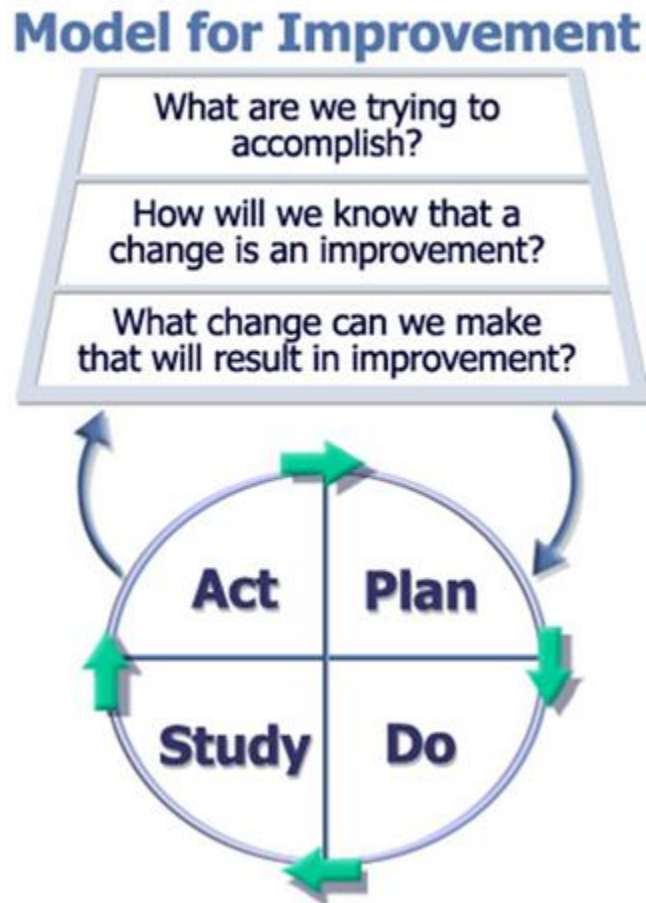 Model for Improvement
What are we trying to
accomplish?
How will we know that a
change is an improvement?
What change can we make
that will result in improvement?
Act
Plan
Study
Do